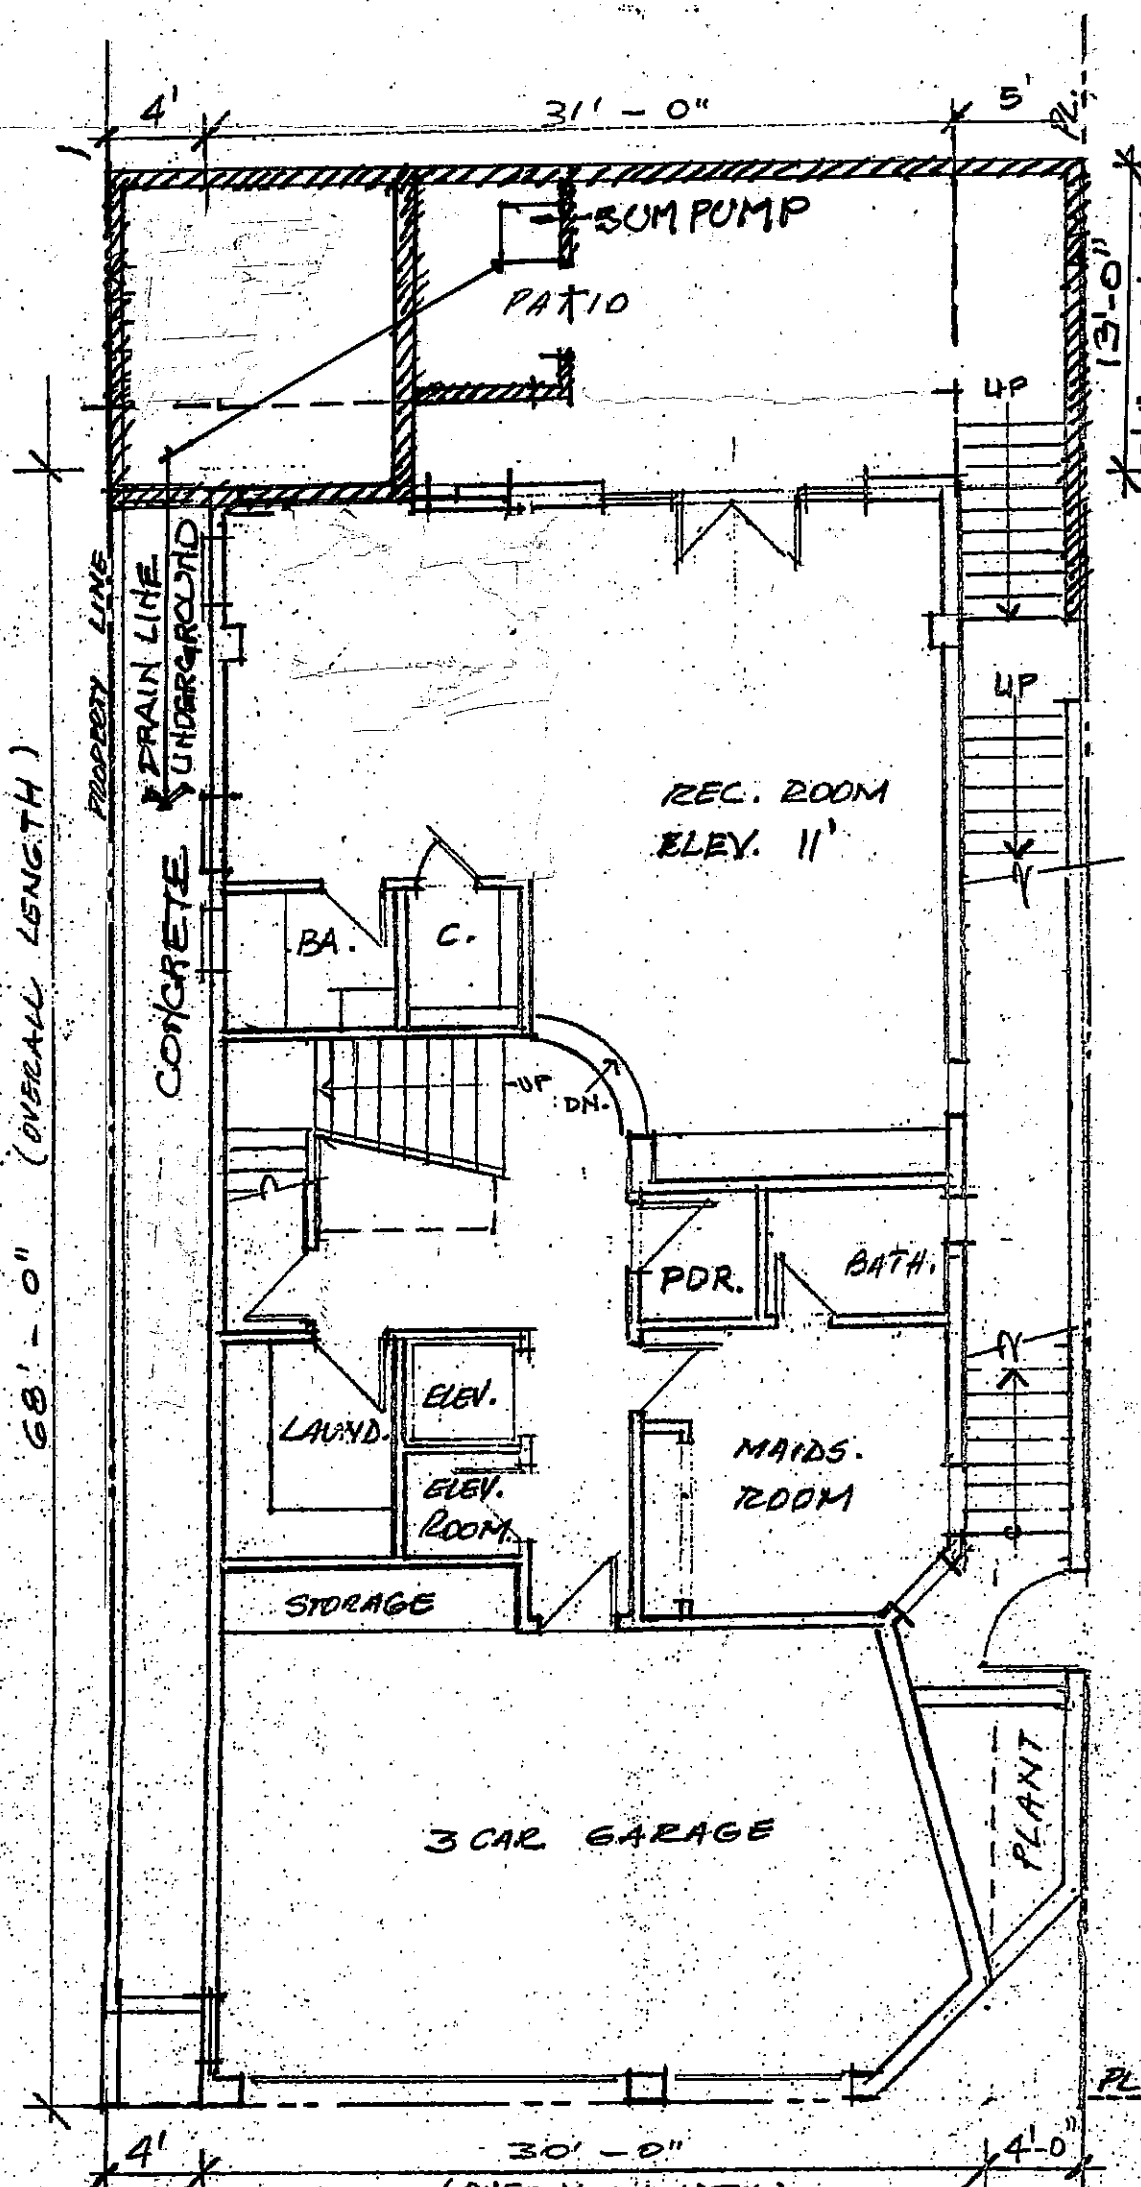 4'
31' - 0"
5'
PL.
SUM PUMP
PATIO
13'-0"
UP
PROPERTY LINE
DRAIN LINE
UNDERGROUND
UP
REC. ROOM
ELEV. 11'
CONCRETE
BA.
C.
68' - 0" (OVERALL LENGTH)
UP
DN.
PDR.
BATH.
LAUND.
ELEV.
ELEV.
ROOM
MAIDS.
ROOM
STORAGE
3 CAR GARAGE
PLANT
PL
4'
30' - 0"
4'-0"